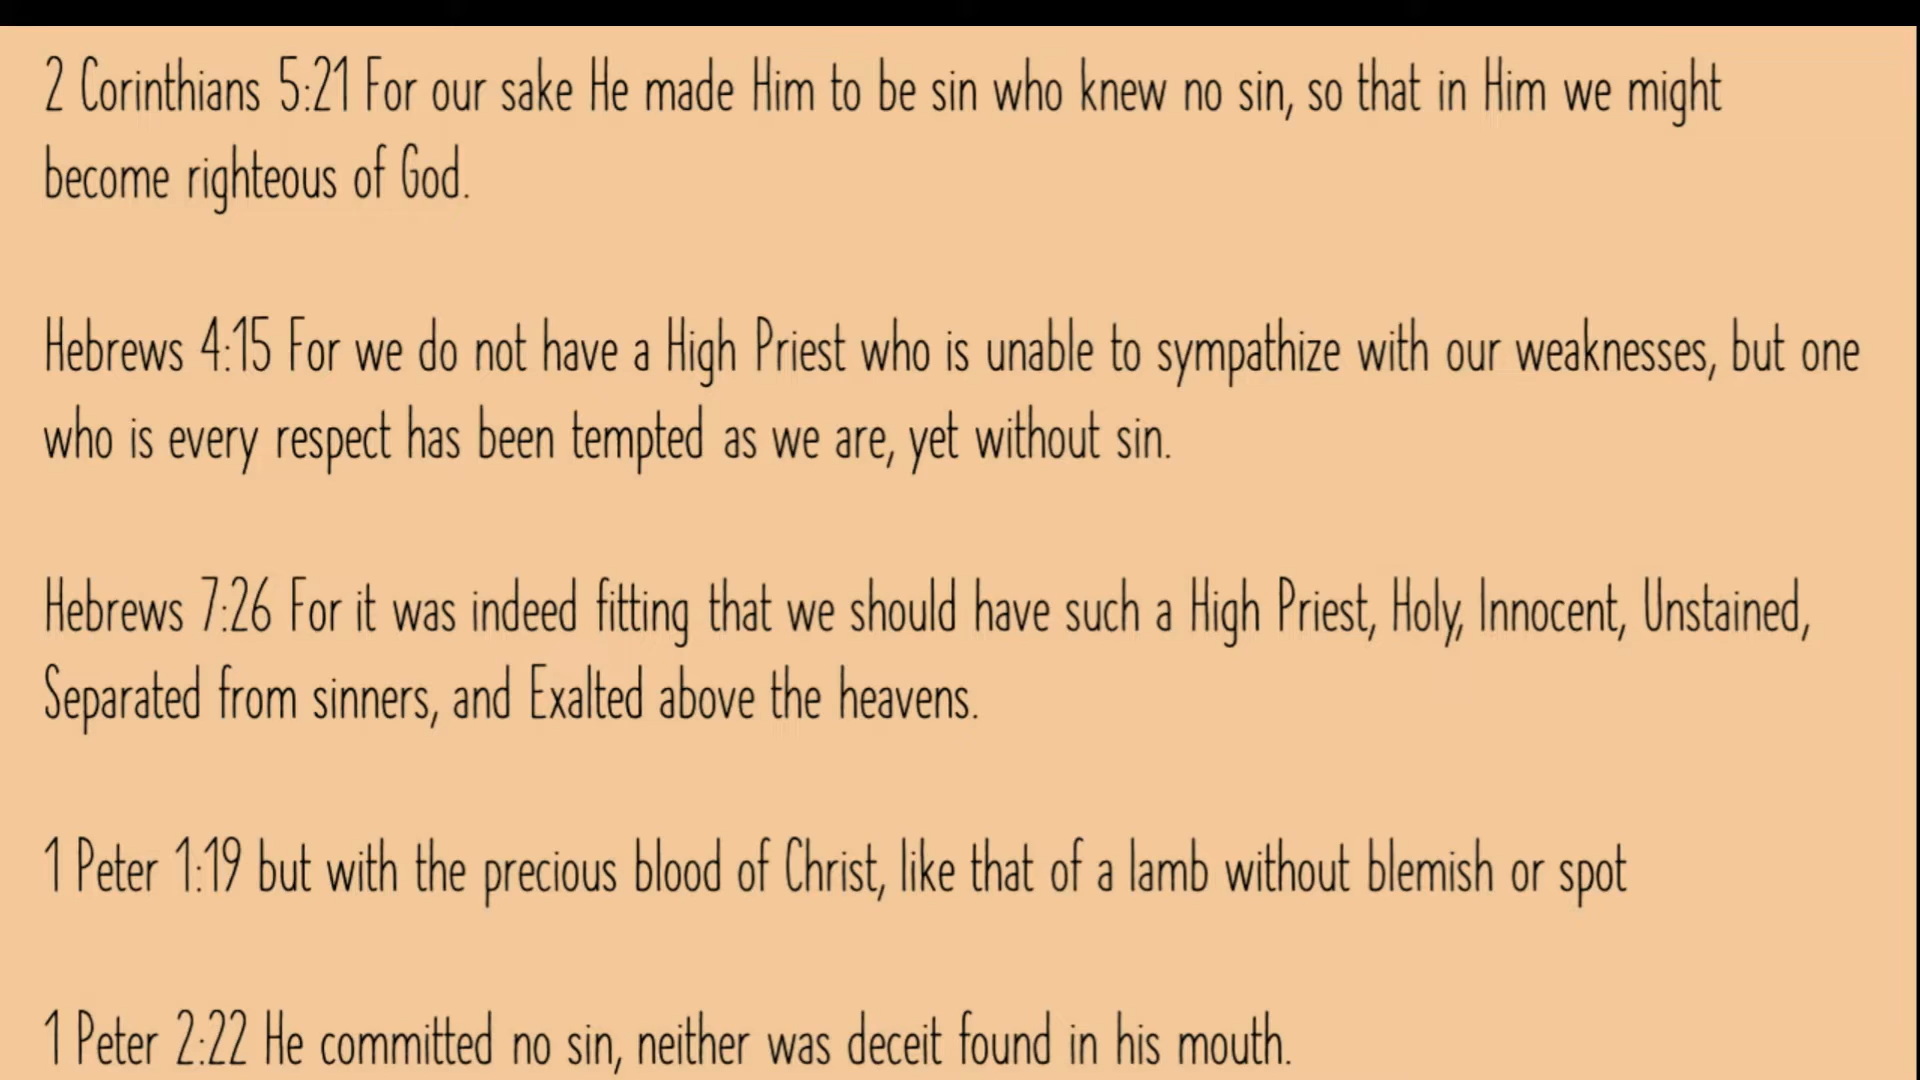 2 Corinthians 5:21 For our sake He made Him to be sin who knew no sin, so that in Him we might
become righteous of God.
Hebrews 4:15 For we do not have a High Priest who is unable to sympathize with our weaknesses, but one
who is every respect has been tempted as we are, yet without sin.
Hebrews 7:26 For it was indeed fitting that we should have such a High Priest, Holy, Innocent, Unstained,
Separated from sinners, and Exalted above the heavens.
1 Peter 1:19 but with the precious blood of Christ, like that of a lamb without blemish or spot
1 Peter 2:22 He committed no sin, neither was deceit found in his mouth.